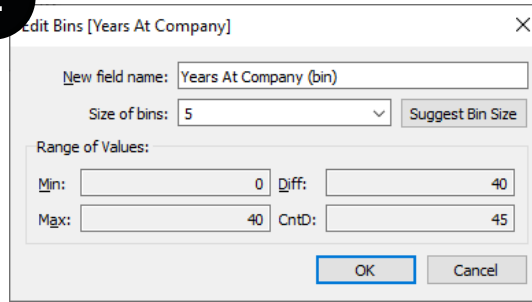 Edit Bins [Years At Company]
New field name: Years At Company (bin)
Size of bins: 5 Suggest Bin Size
Range of Values:
Min: 0 Diff: 40
Max: 40 CntD: 45
OK Cancel